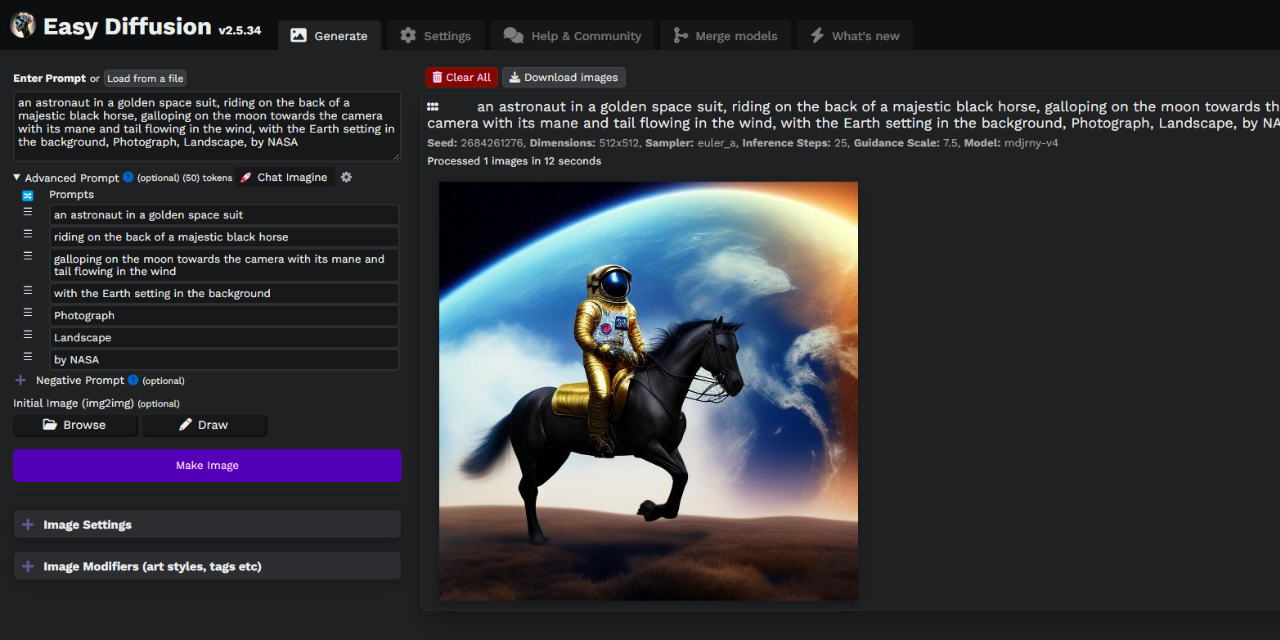 Easy Diffusion v2.5.34
Generate
Settings
Help & Community
Merge models
What's new
Enter Prompt or Load from a file
an astronaut in a golden space suit, riding on the back of a
majestic black horse, galloping on the moon towards the camera
with its mane and tail flowing in the wind, with the Earth setting in
the background, Photograph, Landscape, by NASA
Advanced Prompt ? (optional) (50) tokens Chat Imagine
Prompts
an astronaut in a golden space suit
riding on the back of a majestic black horse
galloping on the moon towards the camera with its mane and
tail flowing in the wind
with the Earth setting in the background
Photograph
Landscape
by NASA
Negative Prompt ? (optional)
Initial Image (img2img) (optional)
Browse
Draw
Make Image
Image Settings
Image Modifiers (art styles, tags etc)
Clear All
Download images
an astronaut in a golden space suit, riding on the back of a majestic black horse, galloping on the moon towards th
camera with its mane and tail flowing in the wind, with the Earth setting in the background, Photograph, Landscape, by NA
Seed: 2684261276, Dimensions: 512x512, Sampler: euler_a, Inference Steps: 25, Guidance Scale: 7.5, Model: mdjrny-v4
Processed 1 images in 12 seconds